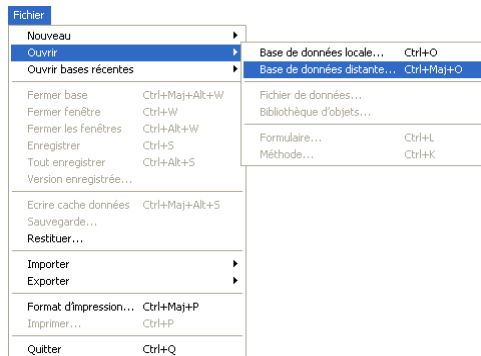 Fichier
Nouveau
Ouvrir
Ouvrir bases récentes
Fermer base Ctrl+Maj+Alt+W
Fermer fenêtre Ctrl+W
Fermer les fenêtres Ctrl+Alt+W
Enregistrer Ctrl+S
Tout enregistrer Ctrl+Alt+S
Version enregistrée...
Ecrire cache données Ctrl+Maj+Alt+S
Sauvegarde...
Restituer...
Importer
Exporter
Format d'impression... Ctrl+Maj+P
Imprimer... Ctrl+P
Quitter Ctrl+Q
Base de données locale... Ctrl+O
Base de données distante... Ctrl+Maj+O
Fichier de données...
Bibliothèque d'objets...
Formulaire... Ctrl+L
Méthode... Ctrl+K